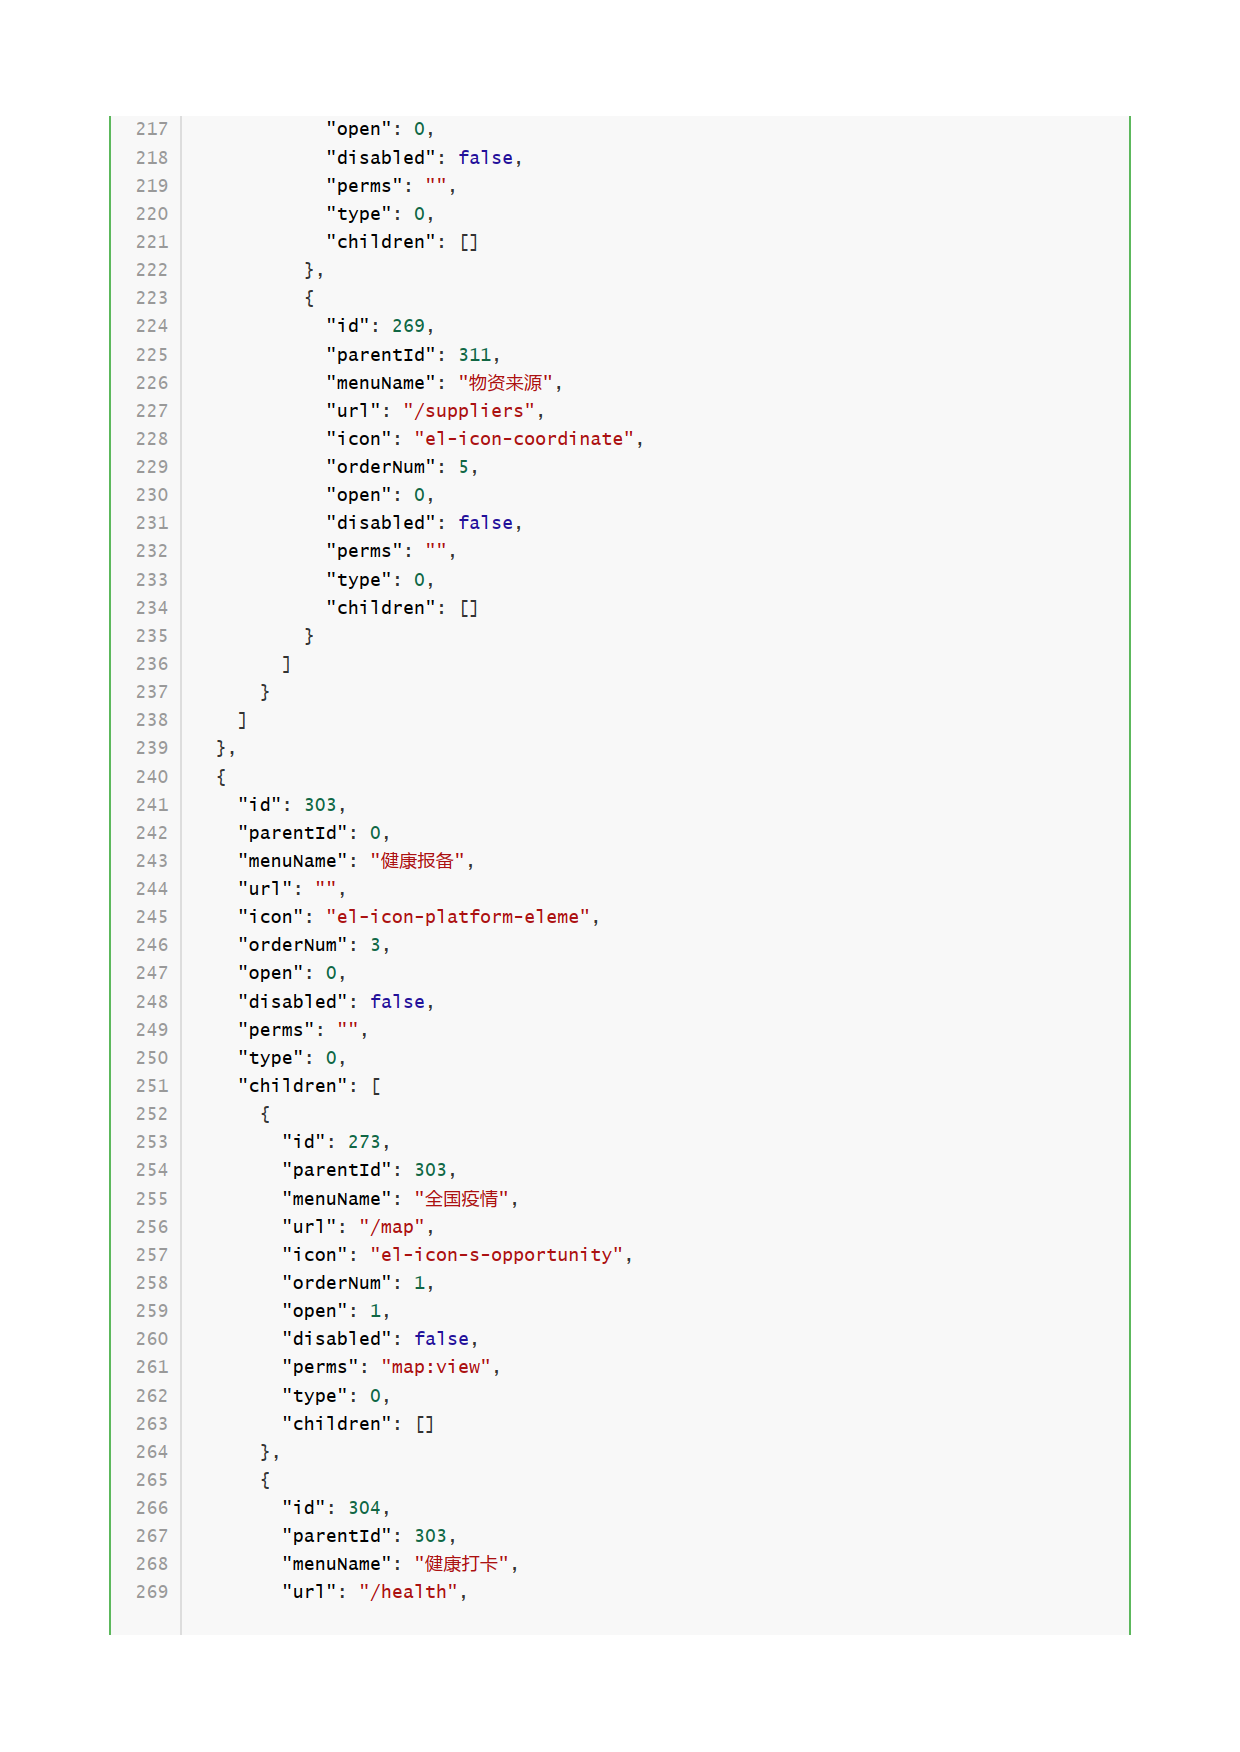 217 "open": 0,
218 "disabled": false,
219 "perms": "",
220 "type": 0,
221 "children": []
222 },
223 {
224 "id": 269,
225 "parentId": 311,
226 "menuName": "物资来源",
227 "url": "/suppliers",
228 "icon": "el-icon-coordinate",
229 "orderNum": 5,
230 "open": 0,
231 "disabled": false,
232 "perms": "",
233 "type": 0,
234 "children": []
235 }
236 ]
237 }
238 ]
239 },
240 {
241 "id": 303,
242 "parentId": 0,
243 "menuName": "健康报备",
244 "url": "",
245 "icon": "el-icon-platform-eleme",
246 "orderNum": 3,
247 "open": 0,
248 "disabled": false,
249 "perms": "",
250 "type": 0,
251 "children": [
252 {
253 "id": 273,
254 "parentId": 303,
255 "menuName": "全国疫情",
256 "url": "/map",
257 "icon": "el-icon-s-opportunity",
258 "orderNum": 1,
259 "open": 1,
260 "disabled": false,
261 "perms": "map:view",
262 "type": 0,
263 "children": []
264 },
265 {
266 "id": 304,
267 "parentId": 303,
268 "menuName": "健康打卡",
269 "url": "/health",